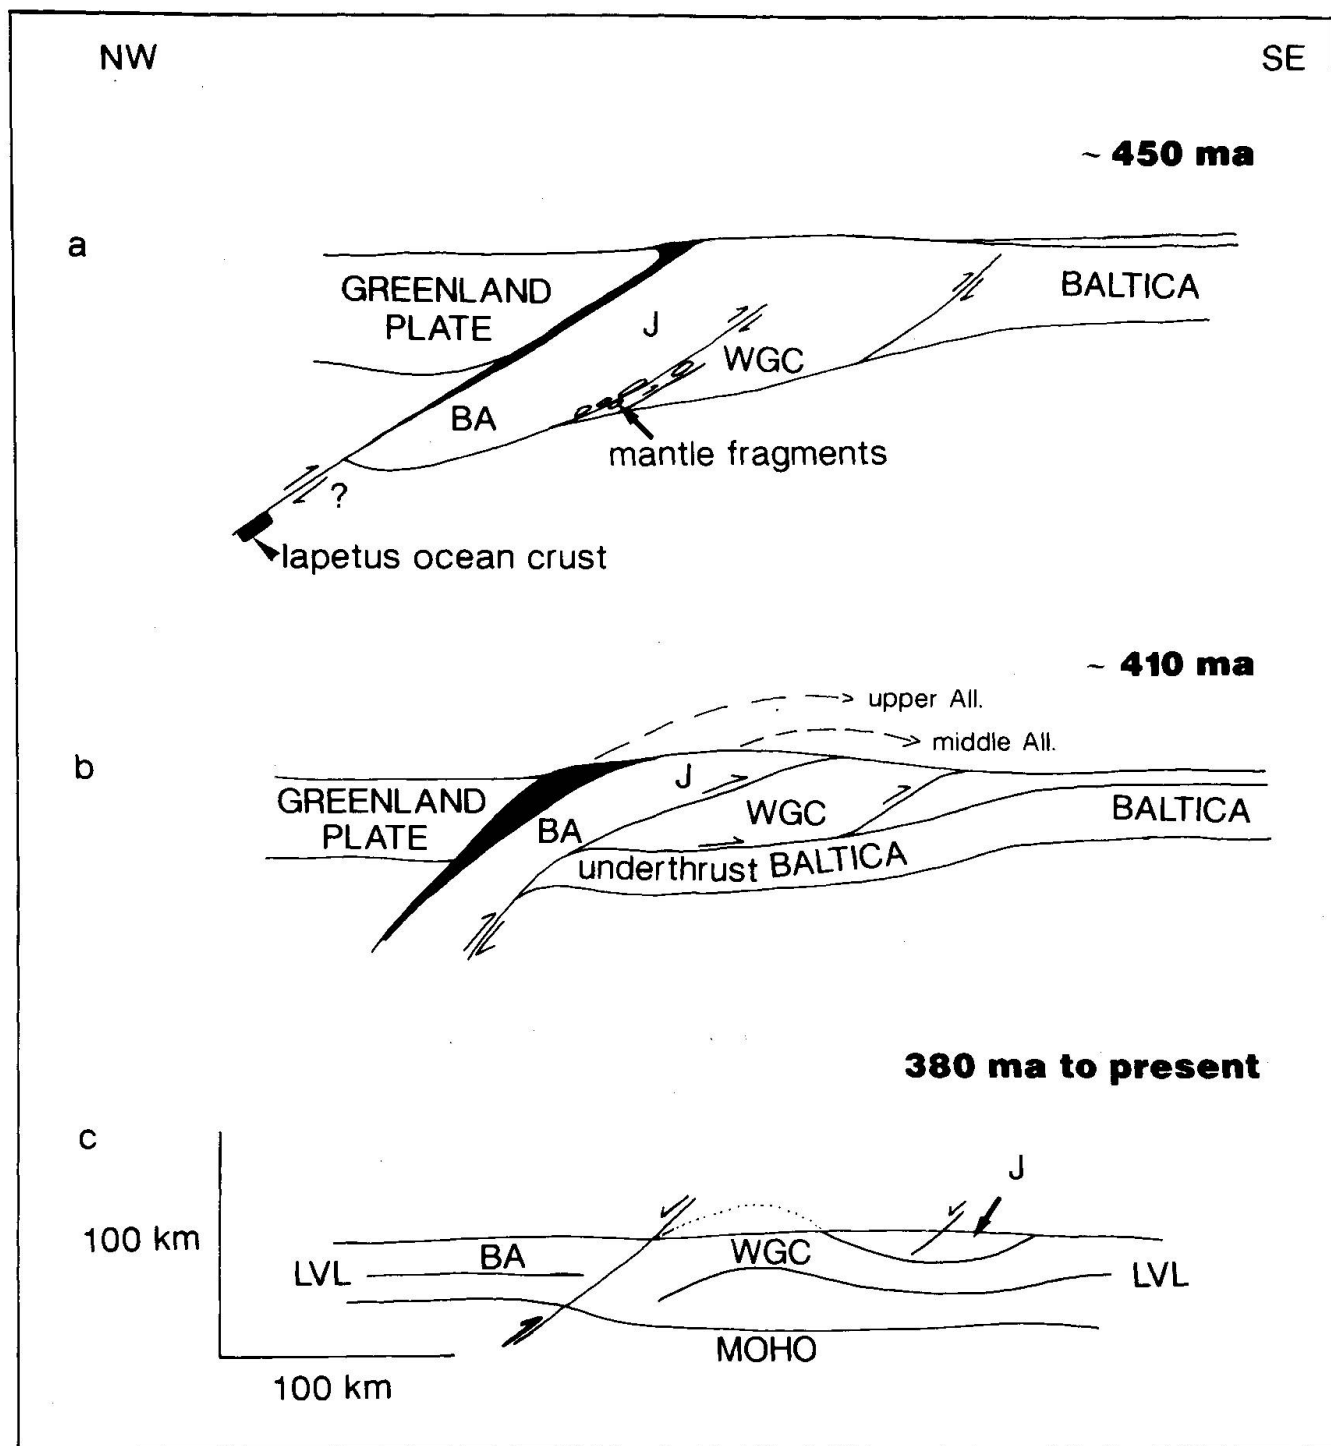 NW
SE
~ 450 ma
a
GREENLAND
PLATE
BALTICA
J
WGC
BA
mantle fragments
?
Iapetus ocean crust
~ 410 ma
upper All.
middle All.
b
GREENLAND
PLATE
J
BA
WGC
BALTICA
underthrust BALTICA
380 ma to present
c
J
100 km
BA
WGC
LVL
LVL
MOHO
100 km